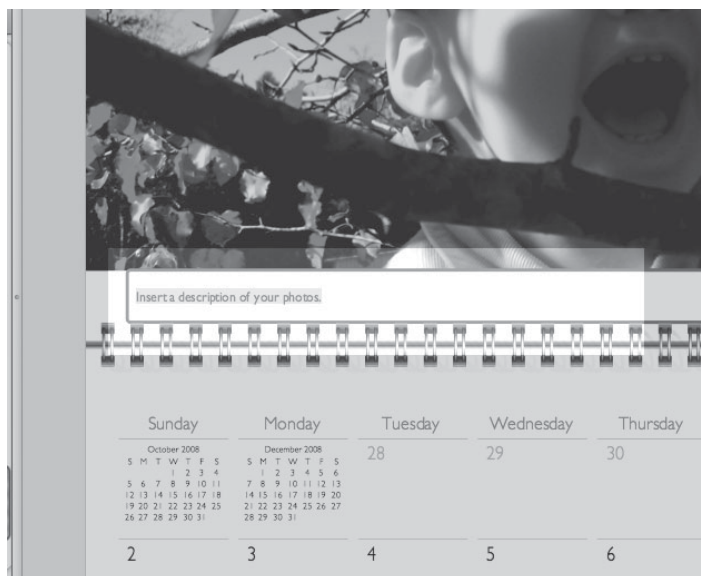 Insert a description of your photos.
Sunday Monday Tuesday Wednesday Thursday
October 2008 December 2008 28 29 30
S M T W T F S S M T W T F S
1 2 3 4 1 2 3 4 5 6
5 6 7 8 9 10 11 7 8 9 10 11 12 13
12 13 14 15 16 17 18 14 15 16 17 18 19 20
19 20 21 22 23 24 25 21 22 23 24 25 26 27
26 27 28 29 30 31 28 29 30 31
2 3 4 5 6